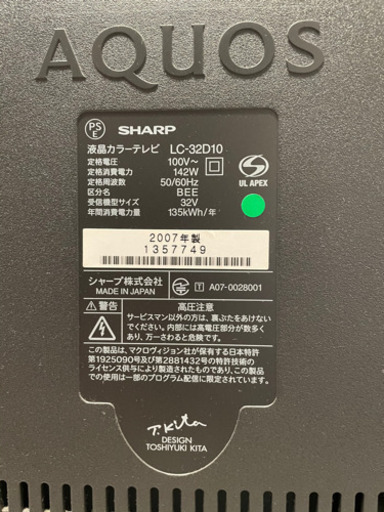 AQUOS
PS E SHARP
液晶カラーテレビ LC-32D10
定格電圧 100V~
定格消費電力 142W
定格周波数 50/60Hz
区分名 BEE
受信機型サイズ 32V
年間消費電力量 135kWh/年
S
UL APEX
2007年製
1357749
シャープ株式会社
MADE IN JAPAN
T A07-0028001
警告 高圧注意
サービスマン以外の方は、裏ぶたをあけないで
ください。内部には高電圧部分が数多く
あり、万一さわると危険です。
この製品は、マクロヴィジョン社が保有する日本特許
第1925090号及び第2881432号の特許技術の
ライセンス供与により製造されたものです。この製品
での使用は一部のプログラム配信に限定されています。
T. Kita
DESIGN
TOSHIYUKI KITA